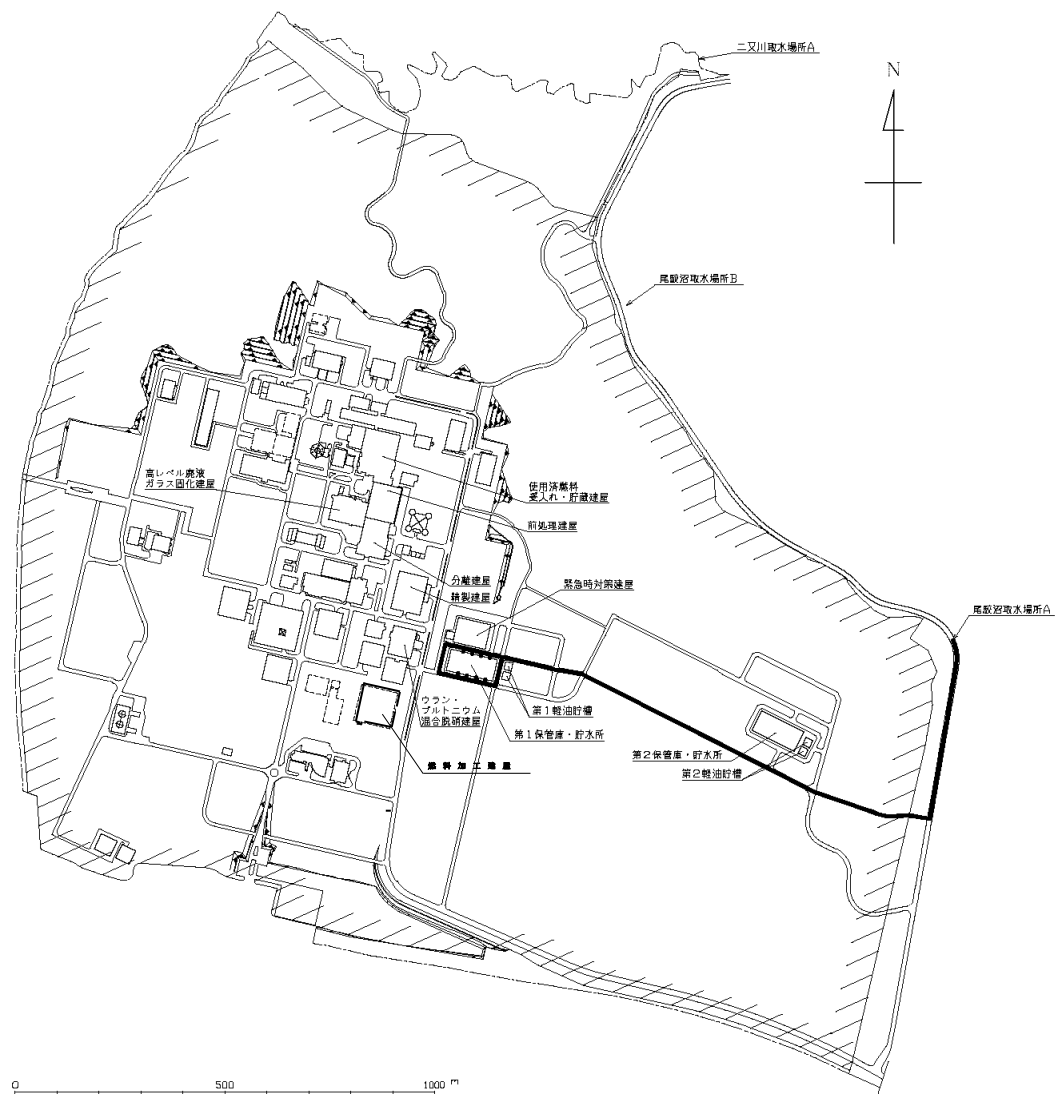 二又川取水場所A
N
尾駮沼取水場所B
高レベル廃液
ガラス固化建屋
使用済燃料
受入れ・貯蔵建屋
前処理建屋
分離建屋
精製建屋
緊急時対策建屋
尾駮沼取水場所A
ウラン・
プルトニウム
混合脱硝建屋
第1軽油貯槽
第1保管庫・貯水所
燃料加工建屋
第2保管庫・貯水所
第2軽油貯槽
0 500 1000 m